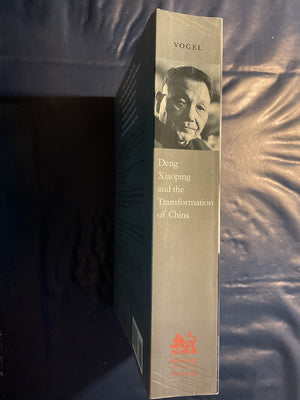 VOGEL
Deng
Xiaoping
and the
Transformation
of China